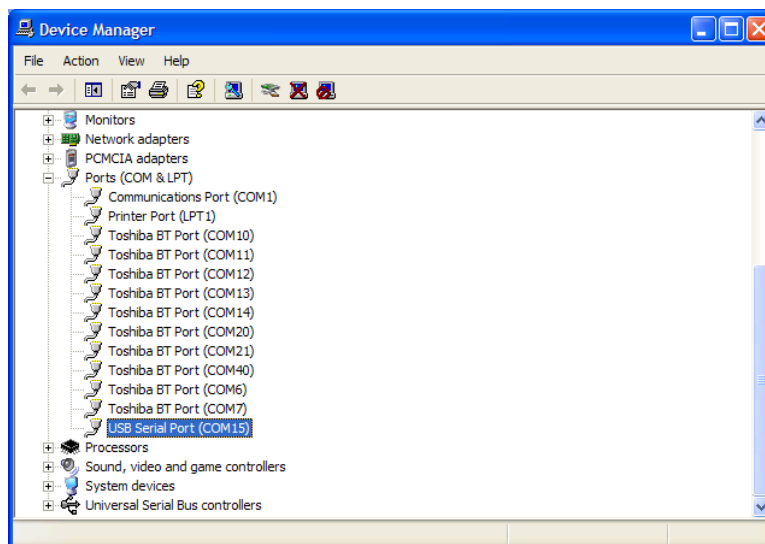 Device Manager
File Action View Help
Monitors
Network adapters
PCMCIA adapters
Ports (COM & LPT)
Communications Port (COM1)
Printer Port (LPT1)
Toshiba BT Port (COM10)
Toshiba BT Port (COM11)
Toshiba BT Port (COM12)
Toshiba BT Port (COM13)
Toshiba BT Port (COM14)
Toshiba BT Port (COM20)
Toshiba BT Port (COM21)
Toshiba BT Port (COM40)
Toshiba BT Port (COM6)
Toshiba BT Port (COM7)
USB Serial Port (COM15)
Processors
Sound, video and game controllers
System devices
Universal Serial Bus controllers